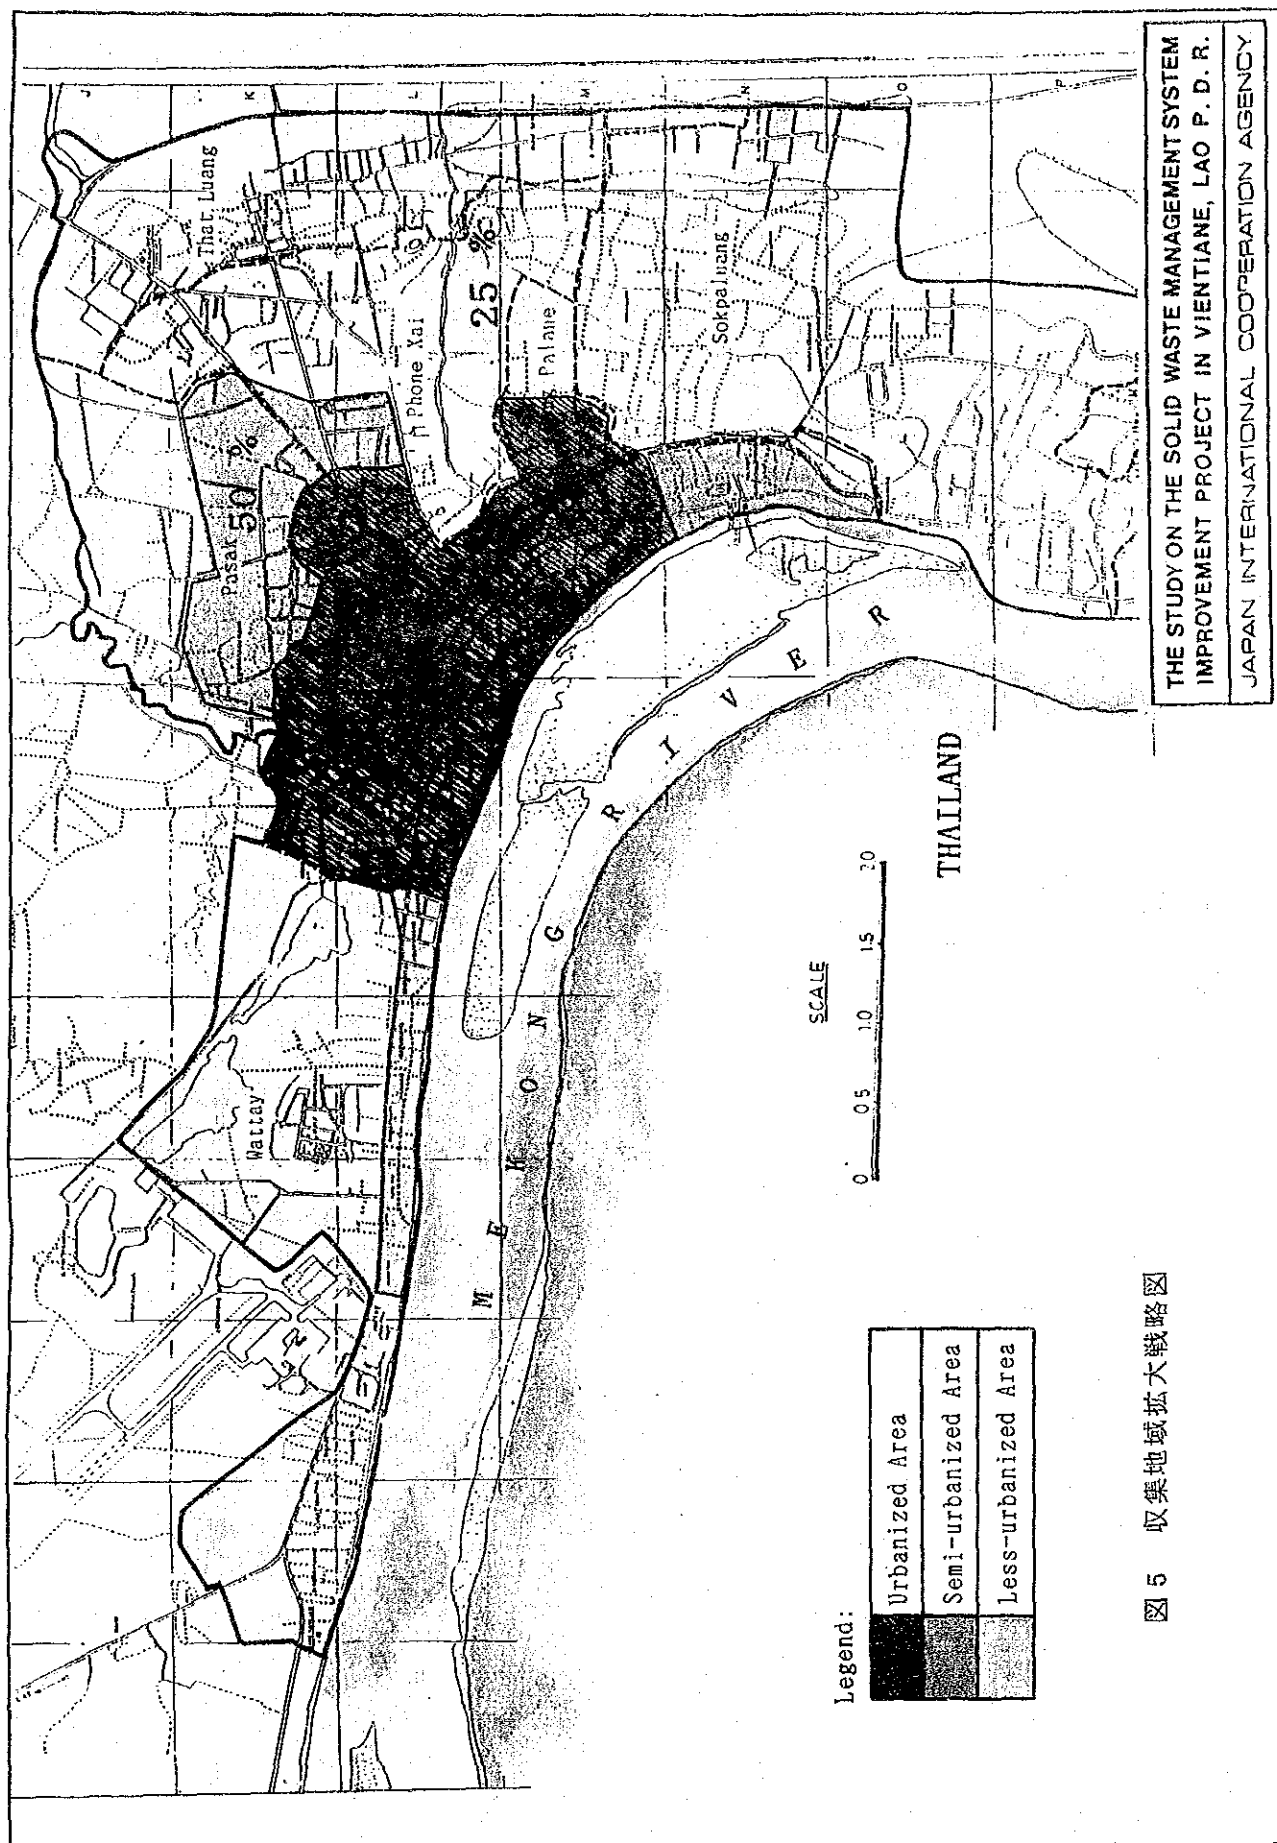 J
K
L
M
N
O
P
That Luang
Pasak
50 %
Phone Xai
25 %
Palane
Sokpaluang
Wattay
MEKONG RIVER
THAILAND
SCALE
0 0.5 1.0 1.5 2.0
Legend:
Urbanized Area
Semi-urbanized Area
Less-urbanized Area
図 5 収集地域拡大戦略図
THE STUDY ON THE SOLID WASTE MANAGEMENT SYSTEM
IMPROVEMENT PROJECT IN VIENTIANE, LAO P. D. R.
JAPAN INTERNATIONAL COOPERATION AGENCY